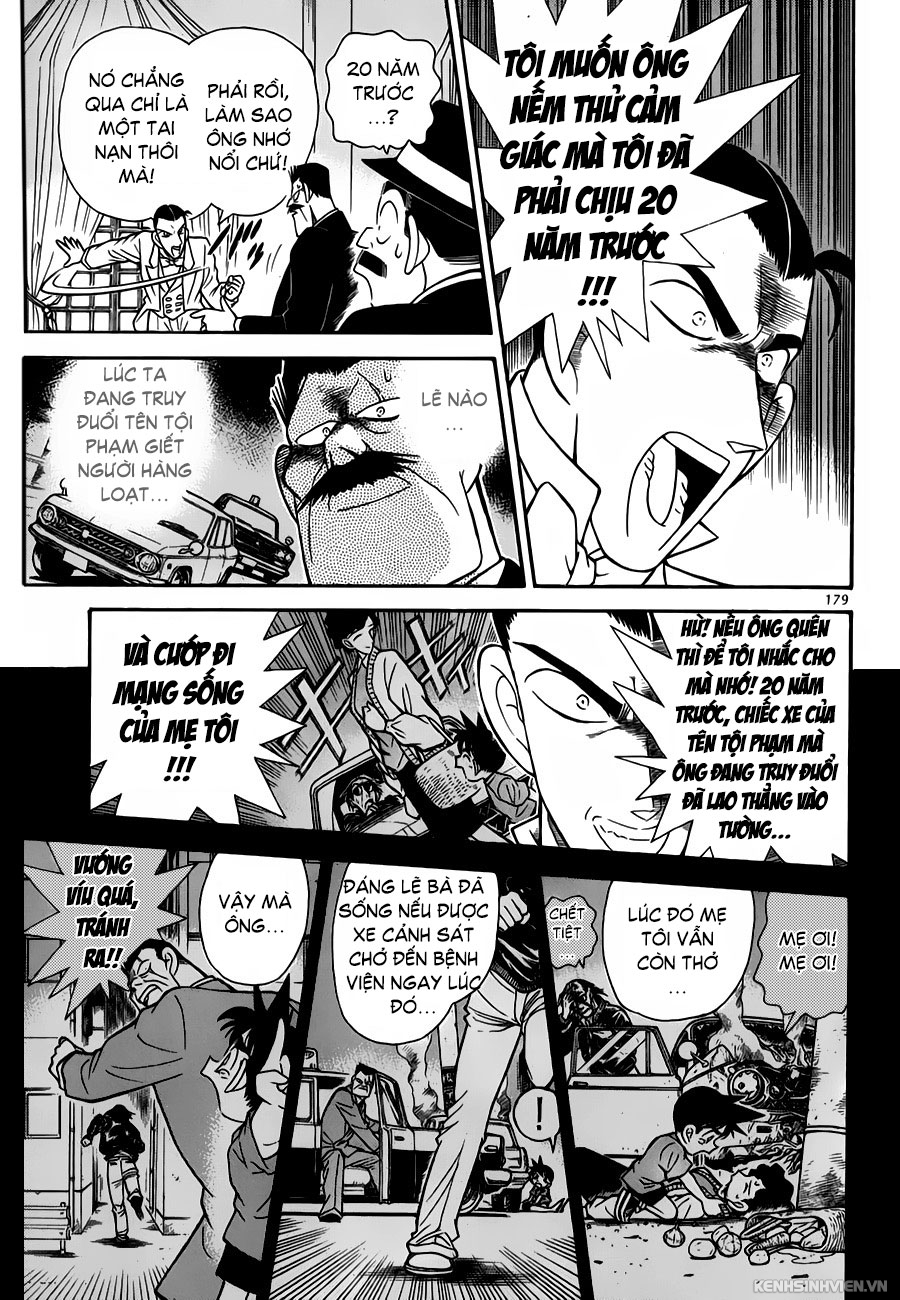 TÔI MUỐN ÔNG
NẾM THỬ CẢM
GIÁC MÀ TÔI ĐÃ
PHẢI CHỊU 20
NĂM TRƯỚC
!!!
20 NĂM
TRƯỚC
...?
PHẢI RỒI,
LÀM SAO
ÔNG NHỚ
NỔI CHỨ!
NÓ CHẲNG
QUA CHỈ LÀ
MỘT TAI
NẠN THÔI
MÀ!
LẼ NÀO
...
LÚC TA
ĐANG TRUY
ĐUỔI TÊN TỘI
PHẠM GIẾT
NGƯỜI HÀNG
LOẠT...
179
HỪ! NẾU ÔNG QUÊN
THÌ ĐỂ TÔI NHẮC CHO
MÀ NHỚ! 20 NĂM
TRƯỚC, CHIẾC XE CỦA
TÊN TỘI PHẠM MÀ
ÔNG ĐANG TRUY ĐUỔI
ĐÃ LAO THẲNG VÀO
TƯỜNG...
VÀ CƯỚP ĐI
MẠNG SỐNG
CỦA MẸ TÔI
!!!
MẸ ƠI!
MẸ ƠI!
LÚC ĐÓ MẸ
TÔI VẪN
CÒN THỞ
...
CHẾT
TIỆT
...
ĐÁNG LẼ BÀ ĐÃ
SỐNG NẾU ĐƯỢC
XE CẢNH SÁT
CHỞ ĐẾN BỆNH
VIỆN NGAY LÚC
ĐÓ...
!
VẬY MÀ
ÔNG...
VƯỚNG
VÍU QUÁ,
TRÁNH
RA!!
KENHSINHVIEN.VN